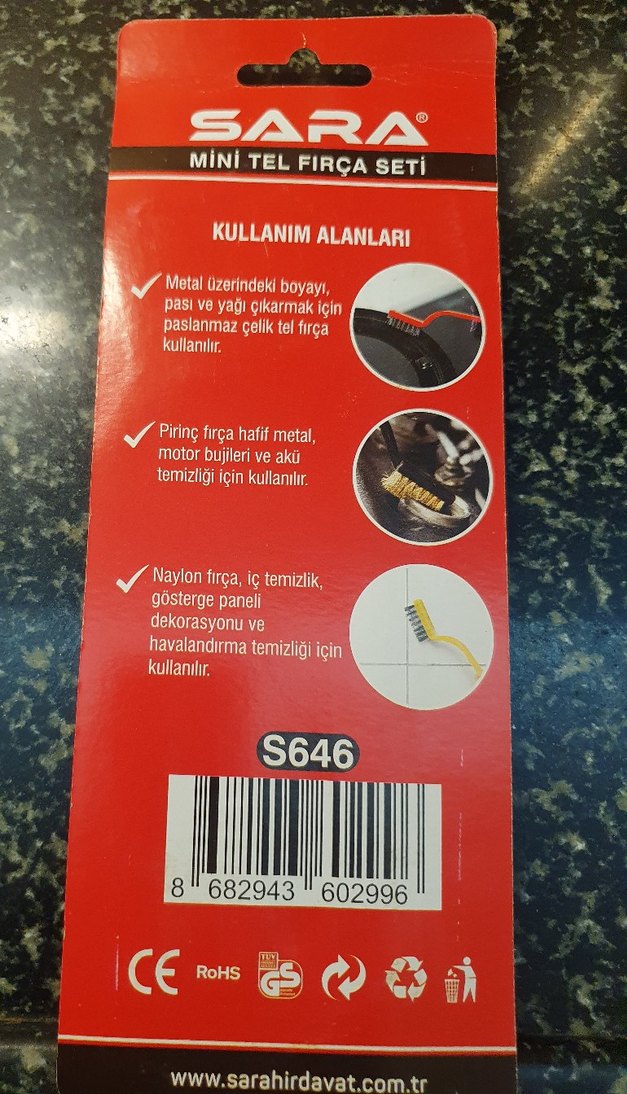 SARA®
MİNİ TEL FIRÇA SETİ
KULLANIM ALANLARI
Metal üzerindeki boyayı,
pası ve yağı çıkarmak için
paslanmaz çelik tel fırça
kullanılır.
Pirinç fırça hafif metal,
motor bujileri ve akü
temizliği için kullanılır.
Naylon fırça, iç temizlik,
gösterge paneli
dekorasyonu ve
havalandırma temizliği için
kullanılır.
S646
8 682943 602996
CE RoHS TÜV GS
www.sarahirdavat.com.tr